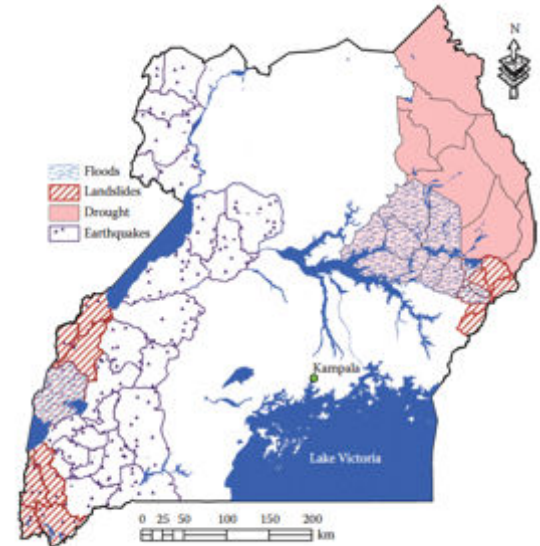 N
Floods
Landslides
Drought
Earthquakes
Kampala
Lake Victoria
0 25 50 100 150 200
km